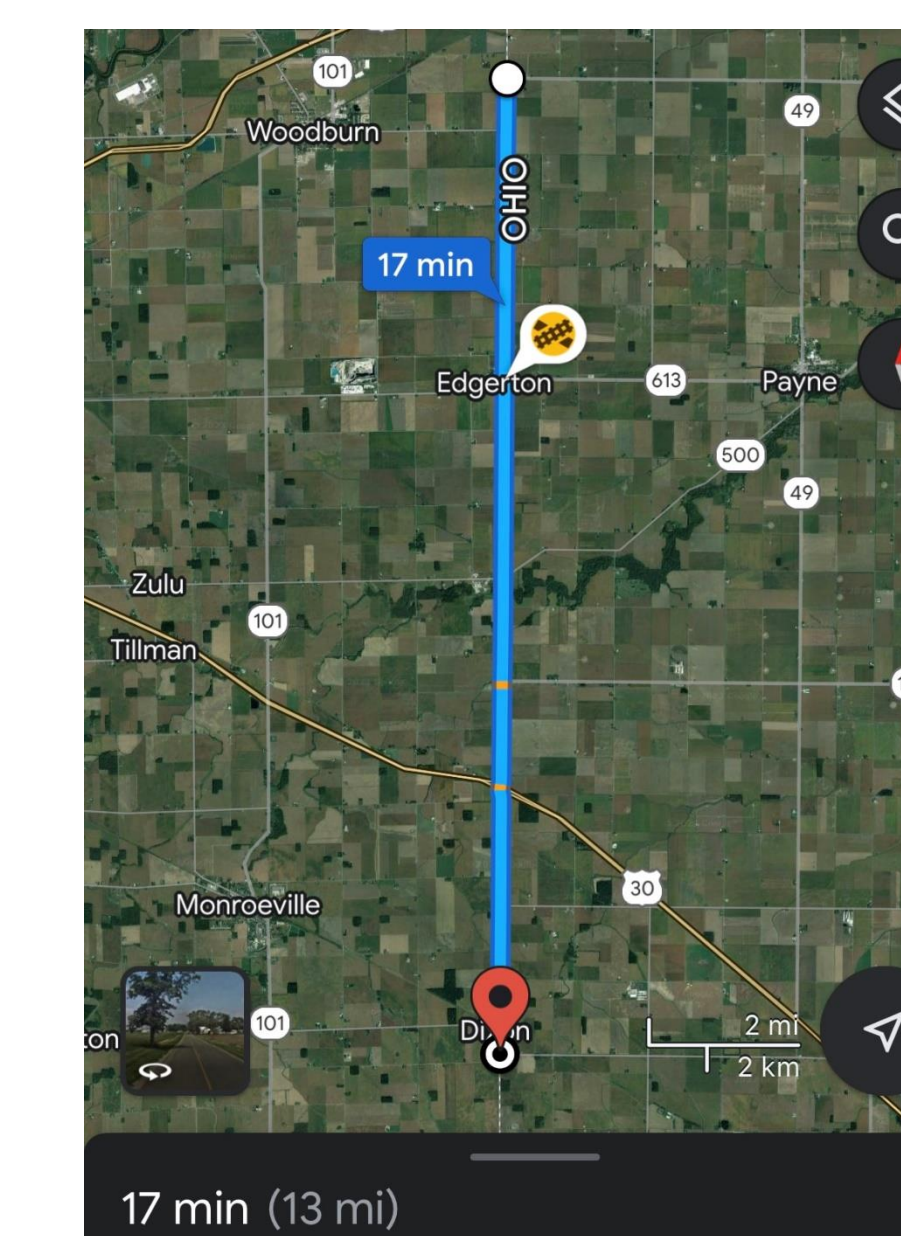 101
49
Woodburn
OHIO
17 min
Edgerton
613
Payne
500
49
Zulu
101
Tillman
30
Monroeville
101
Dixon
2 mi
2 km
17 min (13 mi)